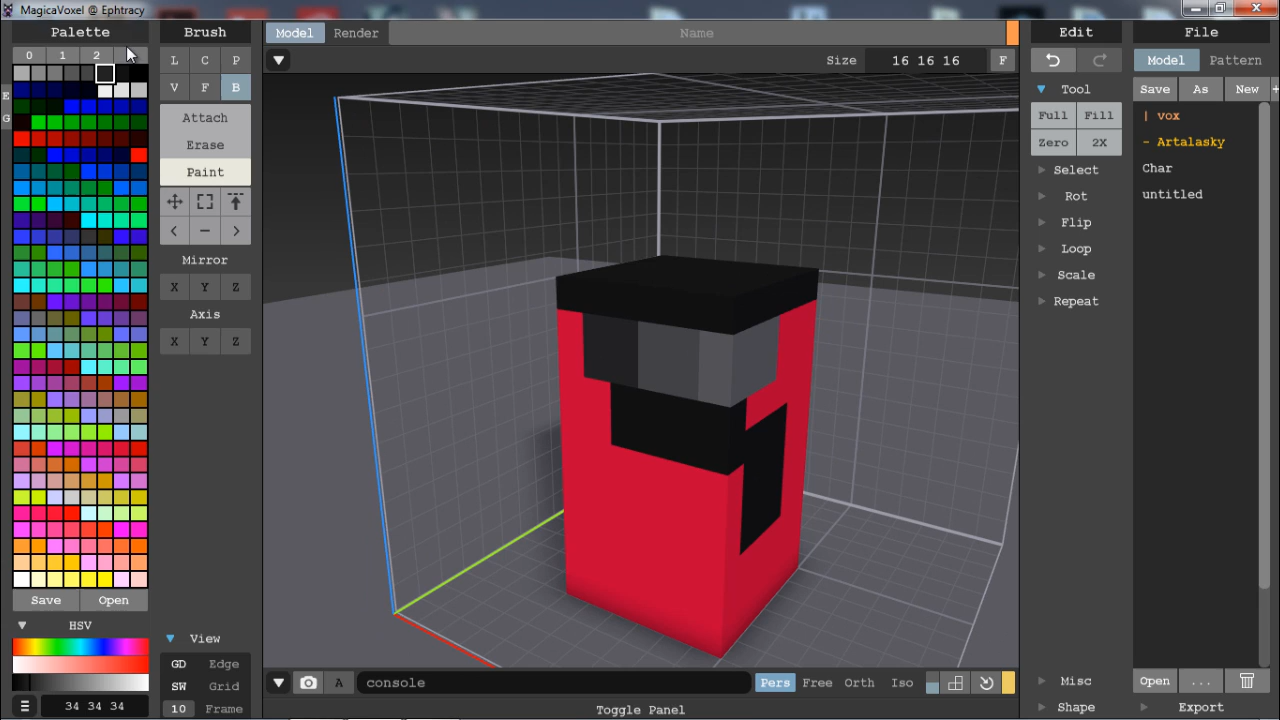 MagicaVoxel @ Ephtracy
Palette
0 1 2
E
G
Save Open
HSV
34 34 34
Brush
L C P
V F B
Attach
Erase
Paint
Mirror
X Y Z
Axis
X Y Z
View
GD Edge
SW Grid
10 Frame
Model Render Name
Size 16 16 16 F
A console Pers Free Orth Iso
Toggle Panel
Edit
Tool
Full Fill
Zero 2X
Select
Rot
Flip
Loop
Scale
Repeat
Misc
Shape
File
Model Pattern
Save As New +
| vox
- Artalasky
Char
untitled
Open ...
Export